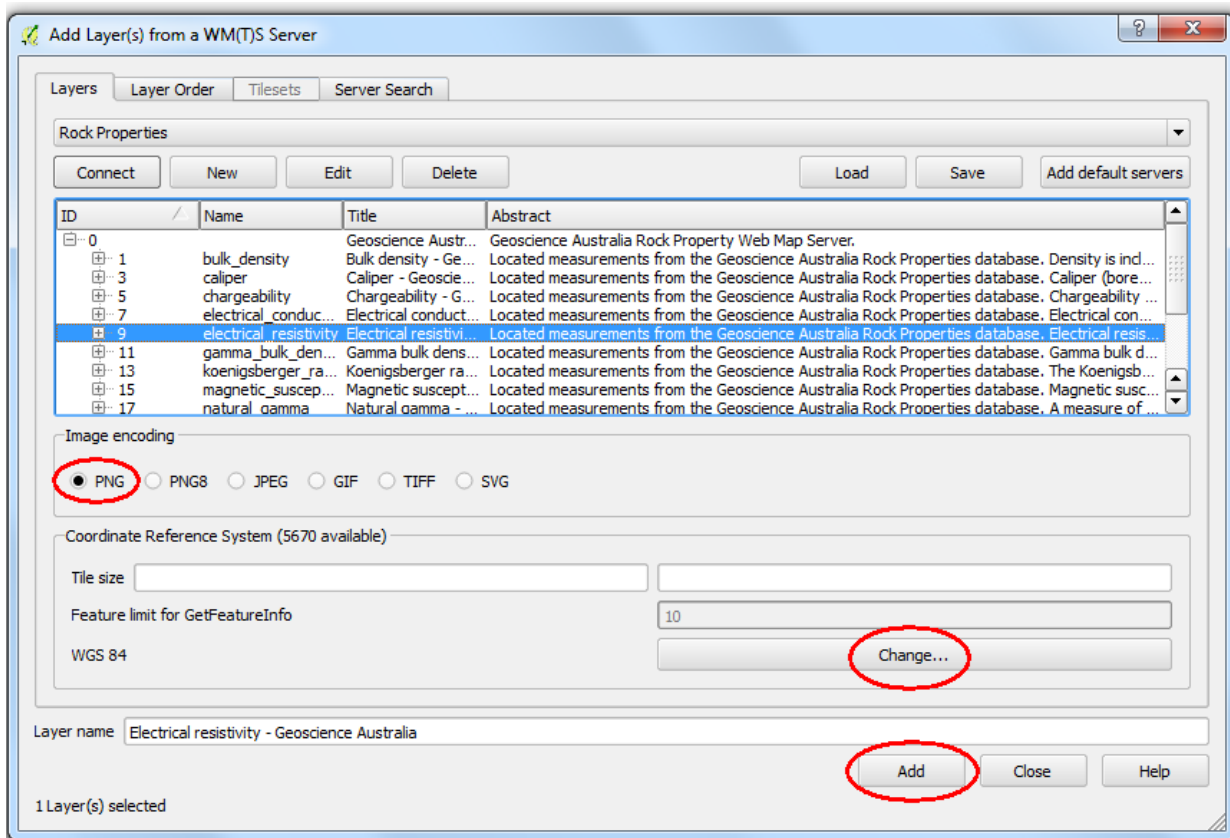 Add Layer(s) from a WM(T)S Server
Layers Layer Order Tilesets Server Search
Rock Properties
Connect New Edit Delete Load Save Add default servers
ID Name Title Abstract
0 Geoscience Austr... Geoscience Australia Rock Property Web Map Server.
1 bulk_density Bulk density - Ge... Located measurements from the Geoscience Australia Rock Properties database. Density is incl...
3 caliper Caliper - Geoscie... Located measurements from the Geoscience Australia Rock Properties database. Caliper (bore...
5 chargeability Chargeability - G... Located measurements from the Geoscience Australia Rock Properties database. Chargeability ...
7 electrical_conduc... Electrical conduct... Located measurements from the Geoscience Australia Rock Properties database. Electrical con...
9 electrical_resistivity Electrical resistivi... Located measurements from the Geoscience Australia Rock Properties database. Electrical resis...
11 gamma_bulk_den... Gamma bulk dens... Located measurements from the Geoscience Australia Rock Properties database. Gamma bulk d...
13 koenigsberger_ra... Koenigsberger ra... Located measurements from the Geoscience Australia Rock Properties database. The Koenigsb...
15 magnetic_suscep... Magnetic suscept... Located measurements from the Geoscience Australia Rock Properties database. Magnetic susc...
17 natural_gamma Natural gamma - ... Located measurements from the Geoscience Australia Rock Properties database. A measure of ...
Image encoding
PNG PNG8 JPEG GIF TIFF SVG
Coordinate Reference System (5670 available)
Tile size
Feature limit for GetFeatureInfo 10
WGS 84 Change...
Layer name Electrical resistivity - Geoscience Australia
Add Close Help
1 Layer(s) selected